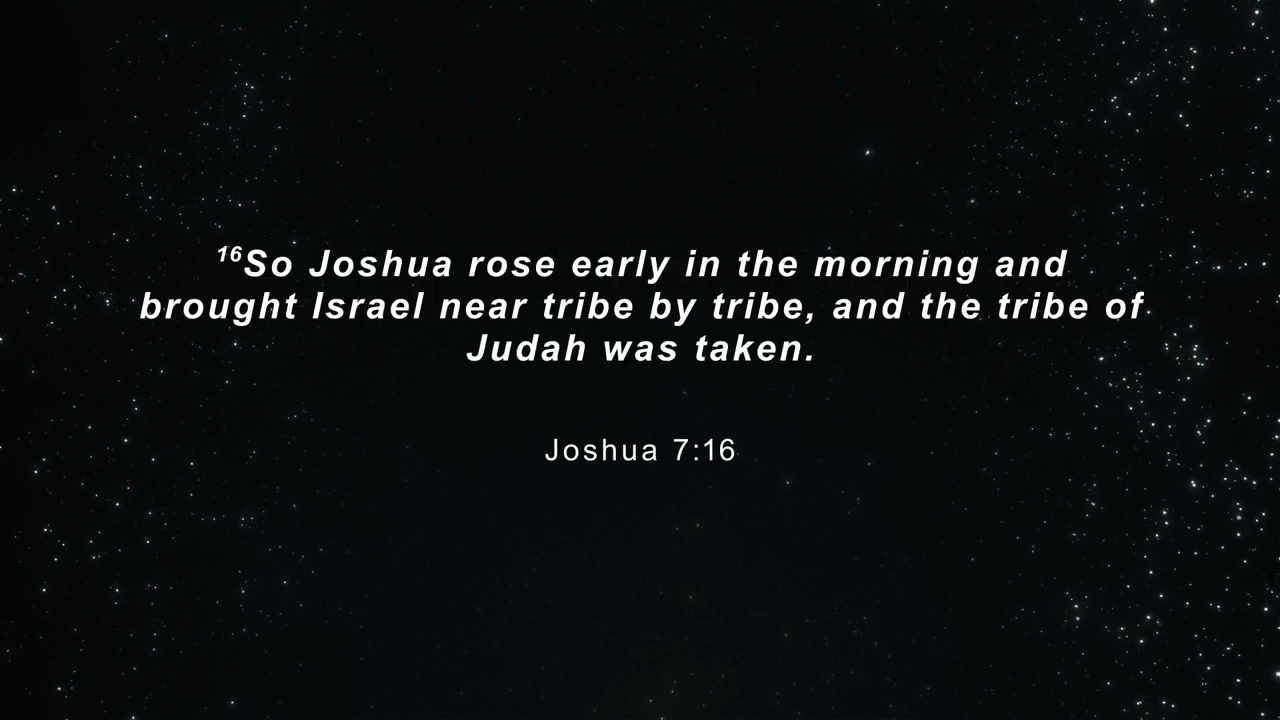 16So Joshua rose early in the morning and
brought Israel near tribe by tribe, and the tribe of
Judah was taken.
Joshua 7:16